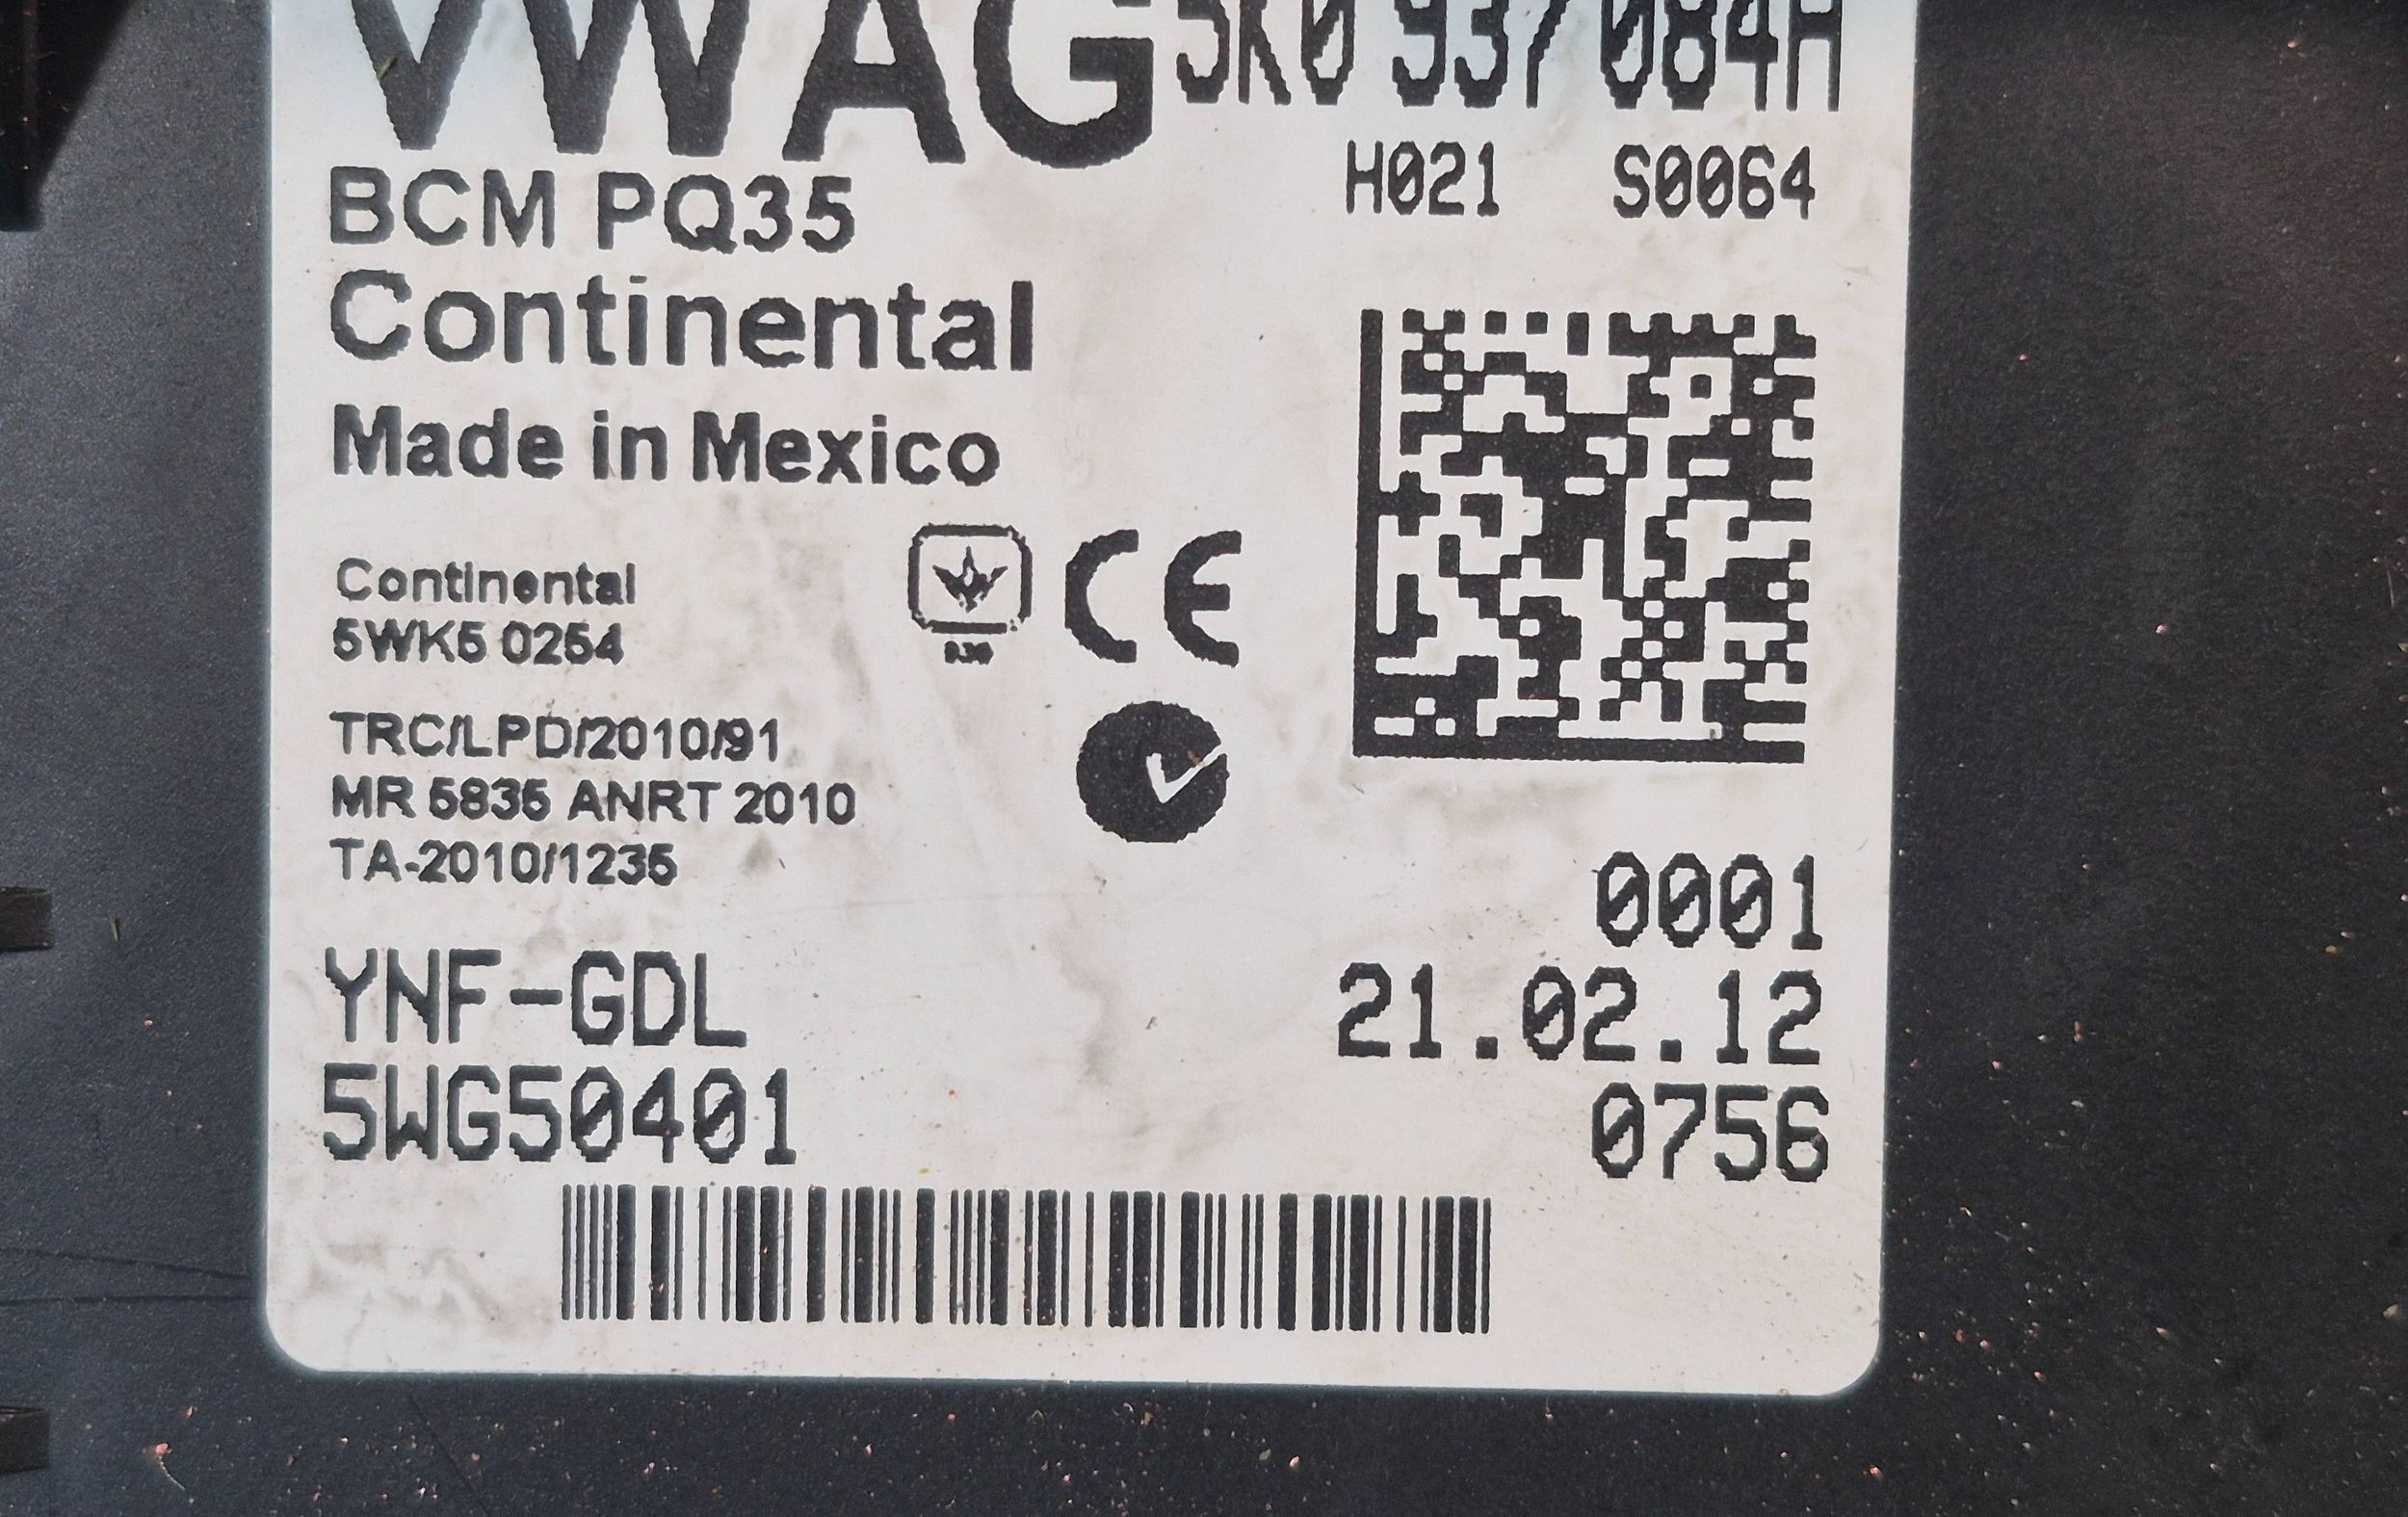 VWAG 5K0 937 084H
H021 S0064
BCM PQ35
Continental
Made in Mexico
Continental
5WK5 0254
CE
TRC/LPD/2010/91
MR 5835 ANRT 2010
TA-2010/1235
0001
YNF-GDL
21.02.12
5WG50401
0756